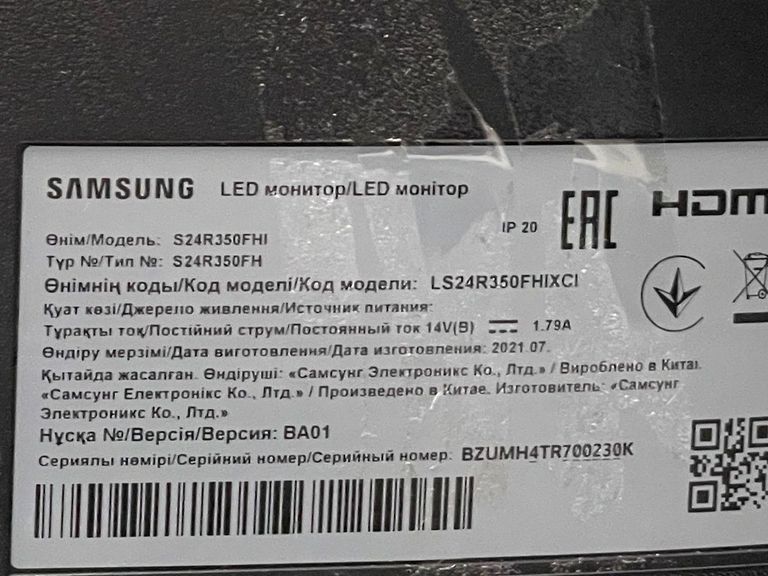 SAMSUNG LED монитор/LED монітор
IP 20 EAC HDMI
Өнім/Модель: S24R350FHI
Түр №/Тип №: S24R350FH
Өнімнің коды/Код моделі/Код модели: LS24R350FHIXCI
Қуат көзі/Джерело живлення/Источник питания:
Тұрақты ток/Постійний струм/Постоянный ток 14V(B) 1.79A
Өндіру мерзімі/Дата виготовлення/Дата изготовления: 2021.07.
Қытайда жасалған. Өндіруші: «Самсунг Электроникс Ко., Лтд.» / Вироблено в Китаї.
«Самсунг Електронікс Ко., Лтд.» / Произведено в Китае. Изготовитель: «Самсунг
Электроникс Ко., Лтд.»
Нұсқа №/Версія/Версия: BA01
Сериялы нөмірі/Серійний номер/Серийный номер: BZUMH4TR700230K